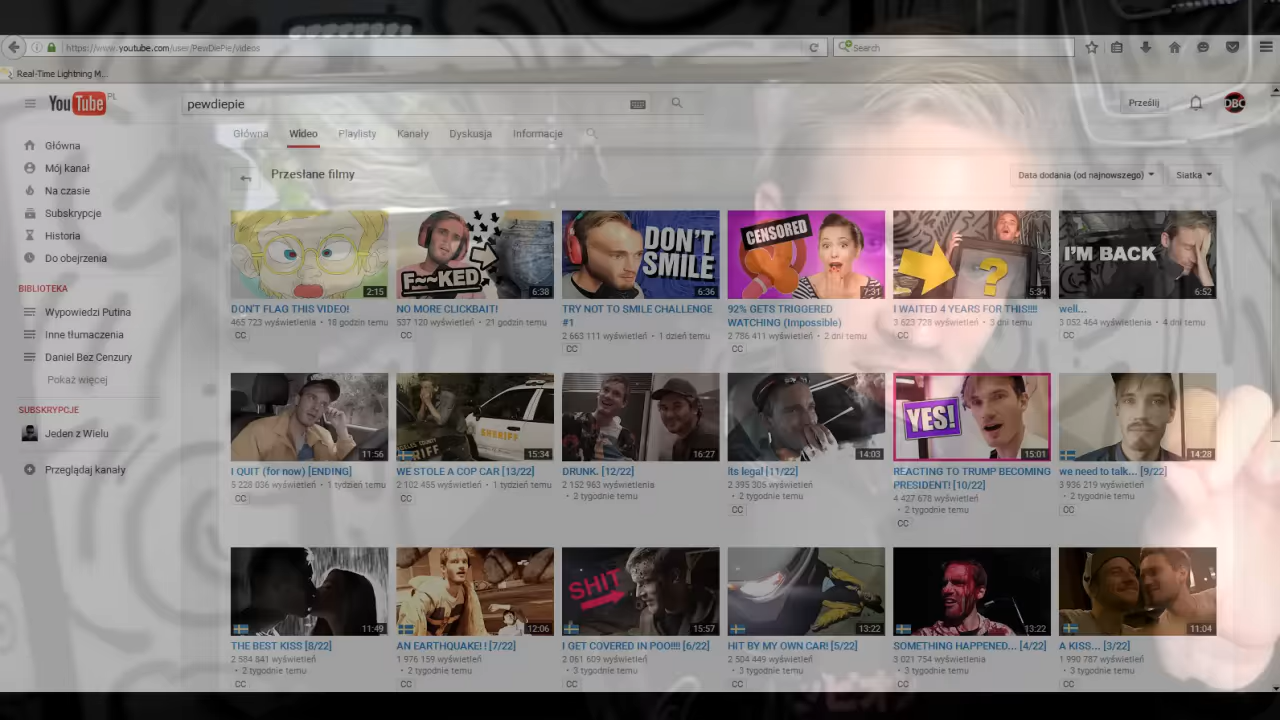 https://www.youtube.com/user/PewDiePie/videos
Search
Real-Time Lightning M...
YouTube PL
pewdiepie
Prześlij
DBC
Główna
Mój kanał
Na czasie
Subskrypcje
Historia
Do obejrzenia
BIBLIOTEKA
Wypowiedzi Putina
Inne tłumaczenia
Daniel Bez Cenzury
Pokaż więcej
SUBSKRYPCJE
Jeden z Wielu
Przeglądaj kanały
Główna Wideo Playlisty Kanały Dyskusja Informacje
Przesłane filmy
Data dodania (od najnowszego)
Siatka
2:15
DON'T FLAG THIS VIDEO!
465 723 wyświetlenia • 18 godzin temu
CC
F~~KED
6:38
NO MORE CLICKBAIT!
537 120 wyświetleń • 21 godzin temu
CC
DON'T
SMILE
6:36
TRY NOT TO SMILE CHALLENGE
#1
2 663 111 wyświetleń • 1 dzień temu
CC
CENSORED
7:31
92% GETS TRIGGERED
WATCHING (Impossible)
2 786 411 wyświetleń • 2 dni temu
CC
?
5:34
I WAITED 4 YEARS FOR THIS!!!!
3 623 728 wyświetleń • 3 dni temu
CC
I'M BACK
6:52
well...
3 052 464 wyświetlenia • 4 dni temu
CC
11:56
I QUIT (for now) [ENDING]
5 228 036 wyświetleń • 1 tydzień temu
CC
SHERIFF
15:34
WE STOLE A COP CAR [13/22]
2 102 455 wyświetleń • 1 tydzień temu
CC
16:27
DRUNK. [12/22]
2 152 963 wyświetlenia
• 2 tygodnie temu
14:03
its legal [11/22]
2 395 305 wyświetleń
• 2 tygodnie temu
CC
YES!
15:01
REACTING TO TRUMP BECOMING
PRESIDENT! [10/22]
4 427 678 wyświetleń
• 2 tygodnie temu
CC
14:28
we need to talk... [9/22]
3 936 219 wyświetleń
• 2 tygodnie temu
CC
11:49
THE BEST KISS [8/22]
2 584 841 wyświetleń
• 2 tygodnie temu
CC
12:06
AN EARTHQUAKE! ! [7/22]
1 976 159 wyświetleń
• 2 tygodnie temu
CC
SHIT
15:57
I GET COVERED IN POO!!!! [6/22]
2 061 609 wyświetleń
• 3 tygodnie temu
CC
13:22
HIT BY MY OWN CAR! [5/22]
2 504 449 wyświetleń
• 3 tygodnie temu
CC
13:22
SOMETHING HAPPENED... [4/22]
3 021 754 wyświetlenia
• 3 tygodnie temu
CC
11:04
A KISS... [3/22]
1 990 787 wyświetleń
• 3 tygodnie temu
CC